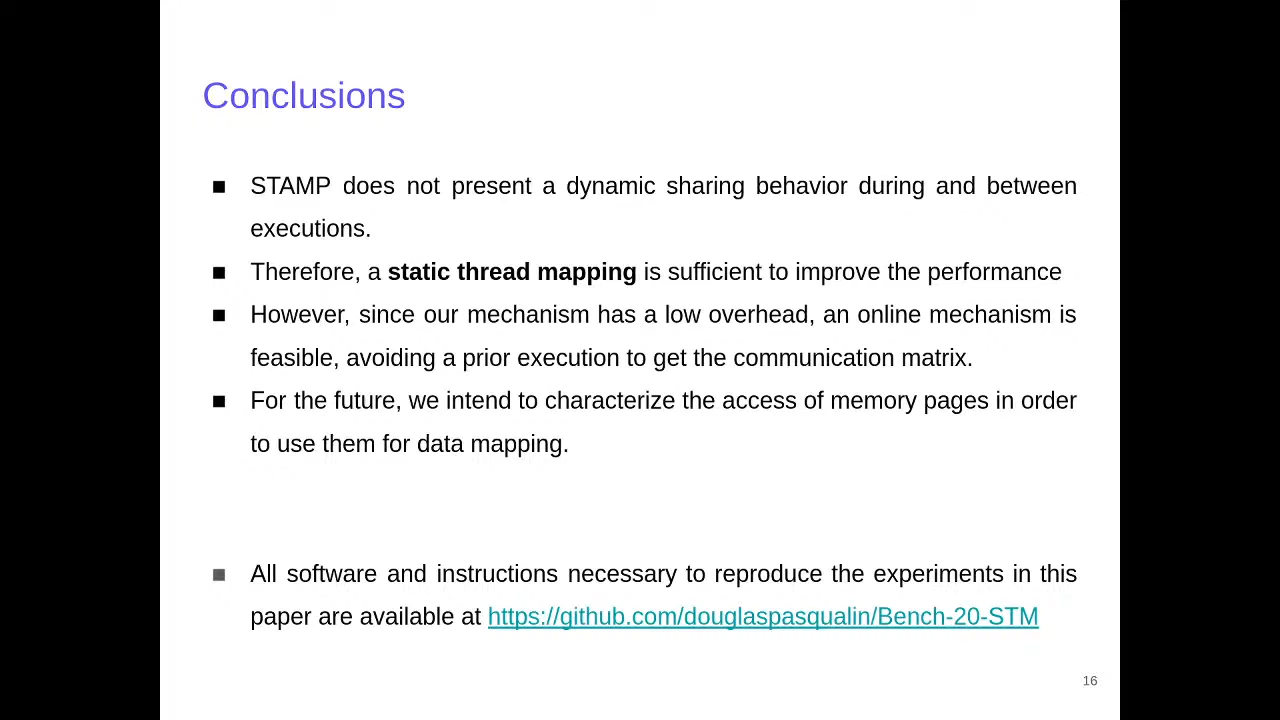 Conclusions
■ STAMP does not present a dynamic sharing behavior during and between
executions.
■ Therefore, a static thread mapping is sufficient to improve the performance
■ However, since our mechanism has a low overhead, an online mechanism is
feasible, avoiding a prior execution to get the communication matrix.
■ For the future, we intend to characterize the access of memory pages in order
to use them for data mapping.
■ All software and instructions necessary to reproduce the experiments in this
paper are available at https://github.com/douglaspasqualin/Bench-20-STM
16